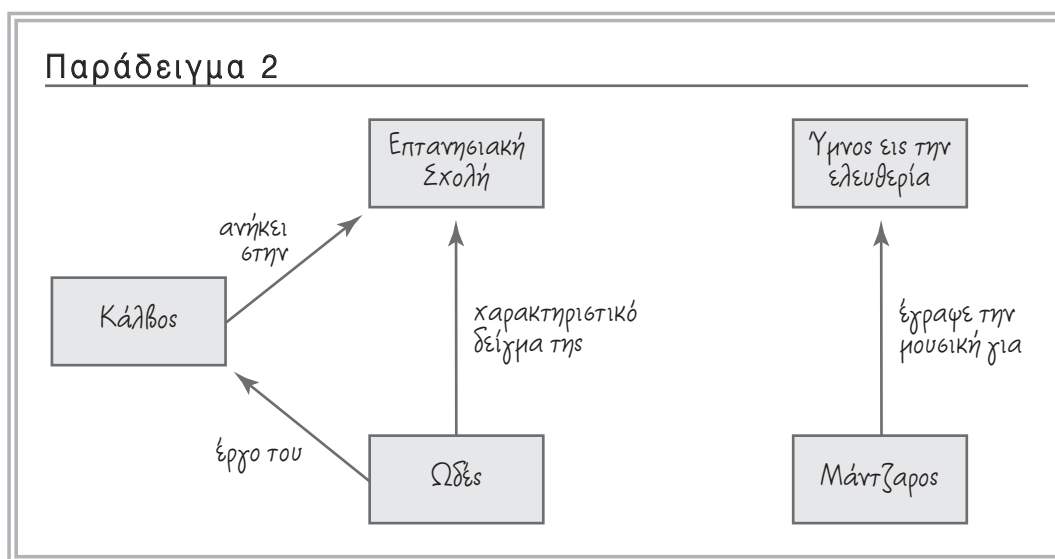 Παράδειγμα 2
Επτανησιακή
Σχολή
Ύμνος εις την
ελευθερία
ανήκει
στην
Κάλβος
χαρακτηριστικό
δείγμα της
έγραψε την
μουσική για
έργο του
Ωδές
Μάντζαρος